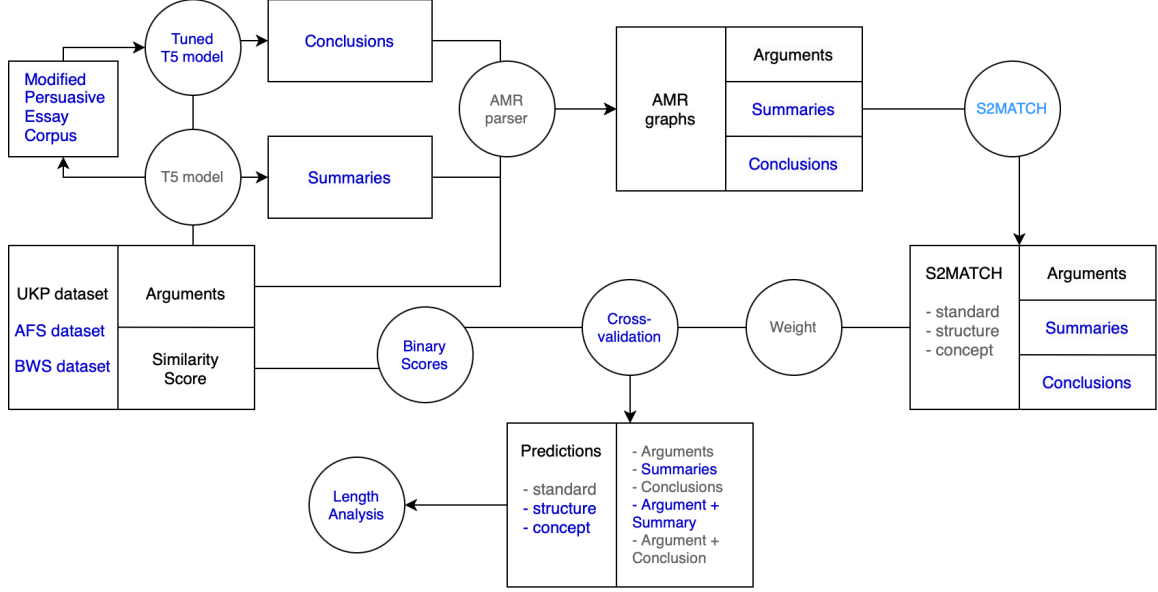 Tuned
T5 model
Conclusions
Modified
Persuasive
Essay
Corpus
AMR
parser
AMR
graphs
Arguments
Summaries
Conclusions
S2MATCH
T5 model
Summaries
UKP dataset
AFS dataset
BWS dataset
Arguments
Similarity
Score
Binary
Scores
Cross-
validation
Weight
S2MATCH
- standard
- structure
- concept
Arguments
Summaries
Conclusions
Predictions
- standard
- structure
- concept
- Arguments
- Summaries
- Conclusions
- Argument +
Summary
- Argument +
Conclusion
Length
Analysis